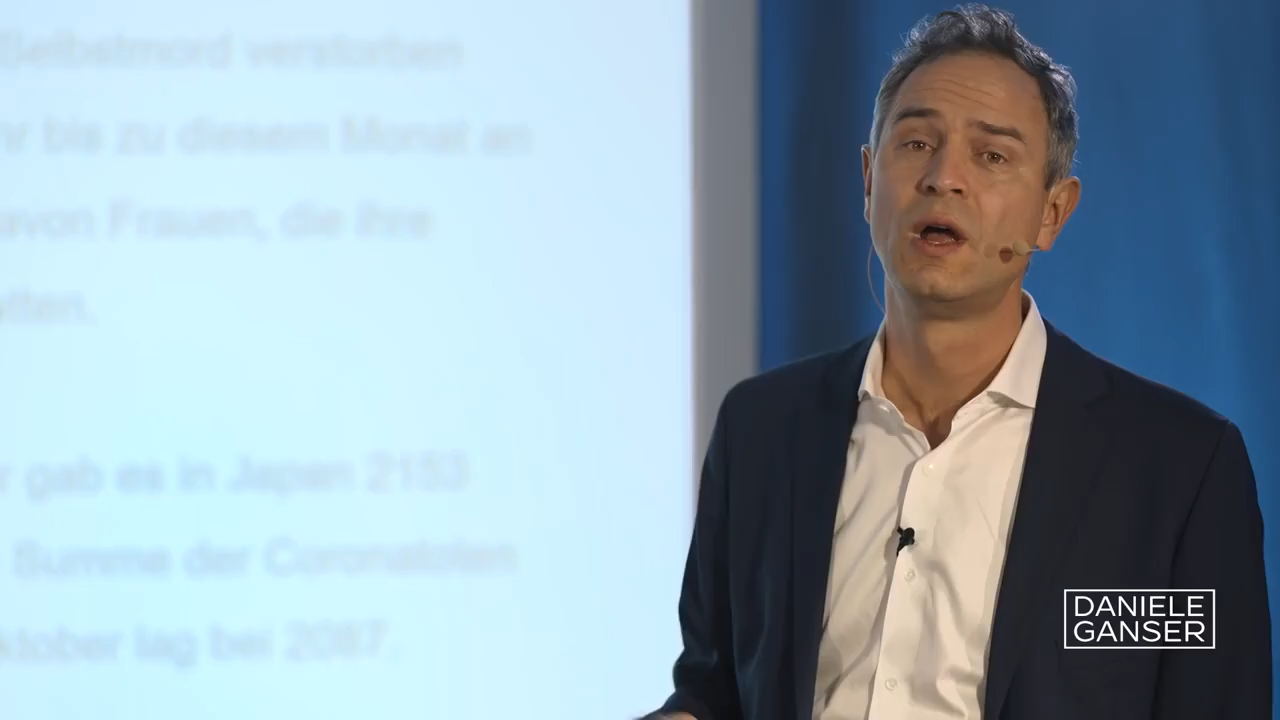 Selbstmord verstorben
bis zu diesem Monat an
Frauen, die ihre
gab es in Japan 2153
Summe der Coronatoten
lag bei 2087.
DANIELE
GANSER